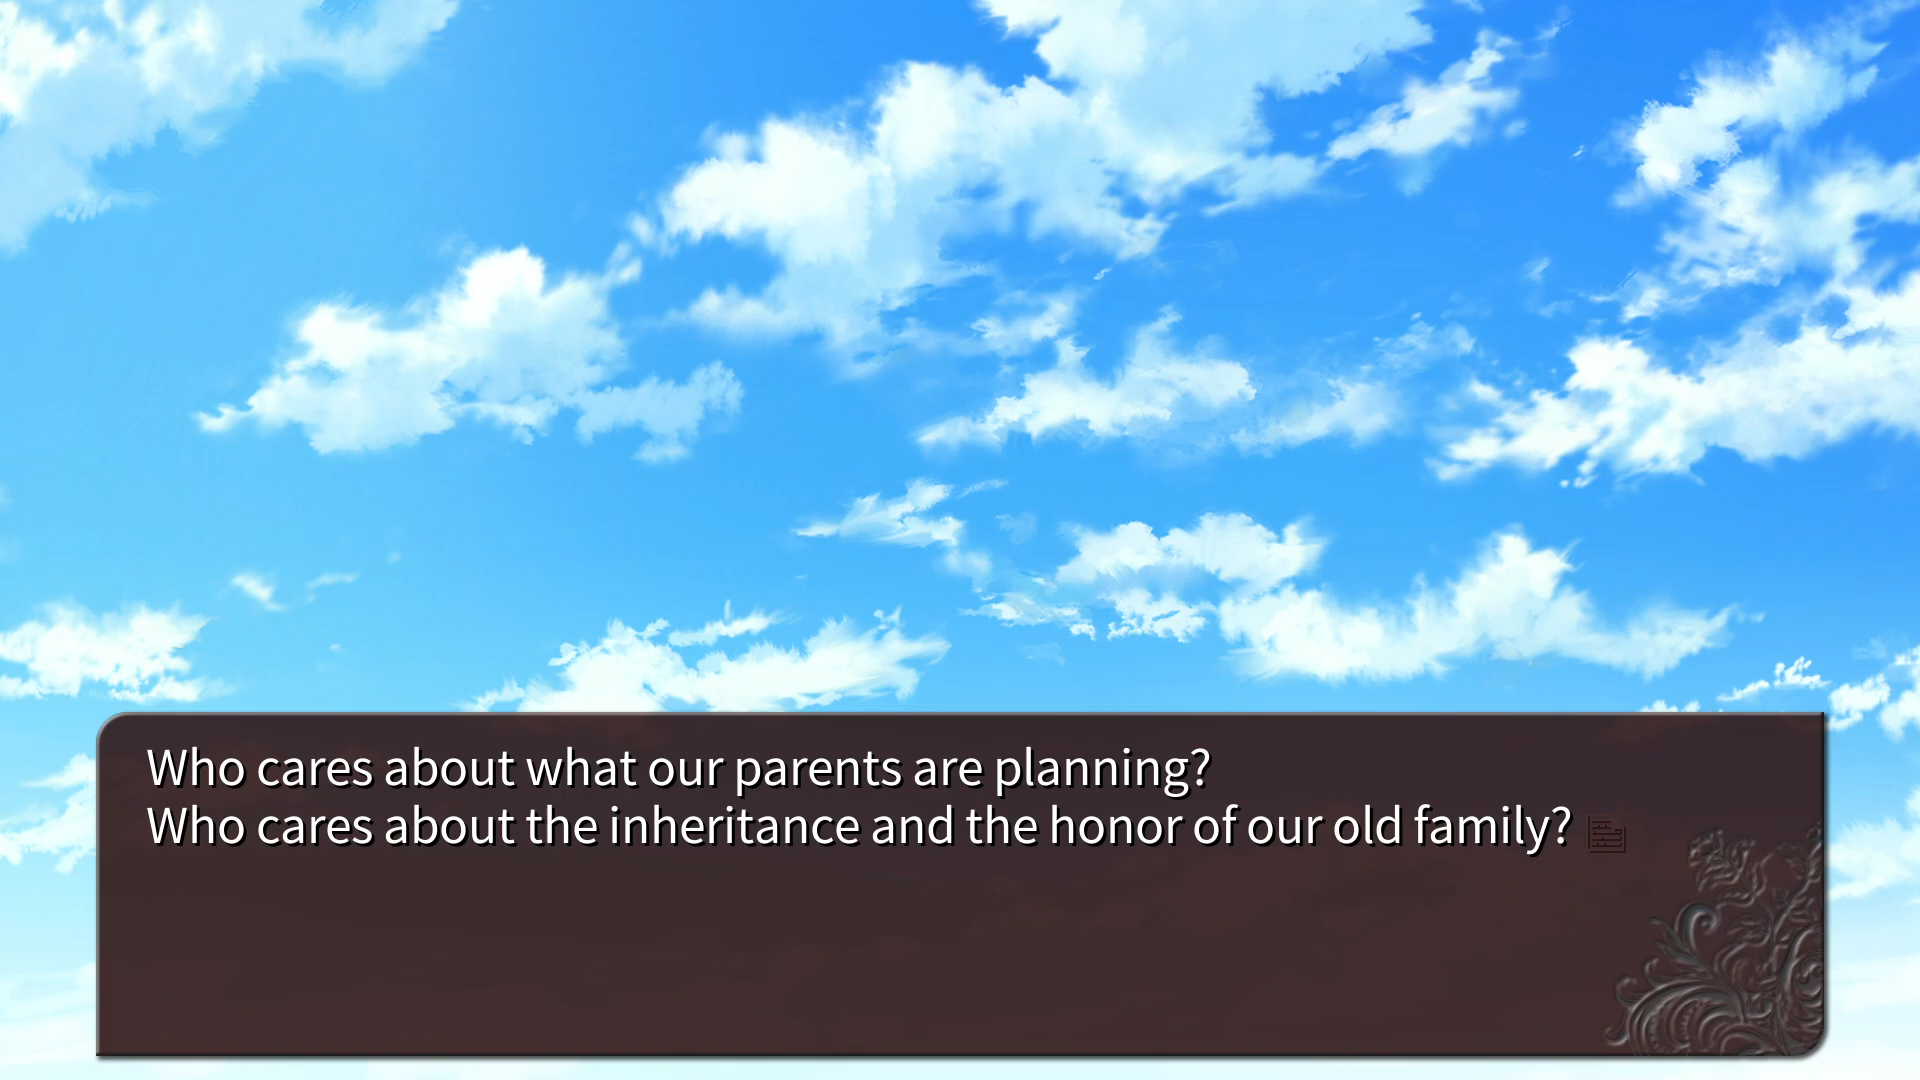 Who cares about what our parents are planning?
Who cares about the inheritance and the honor of our old family?